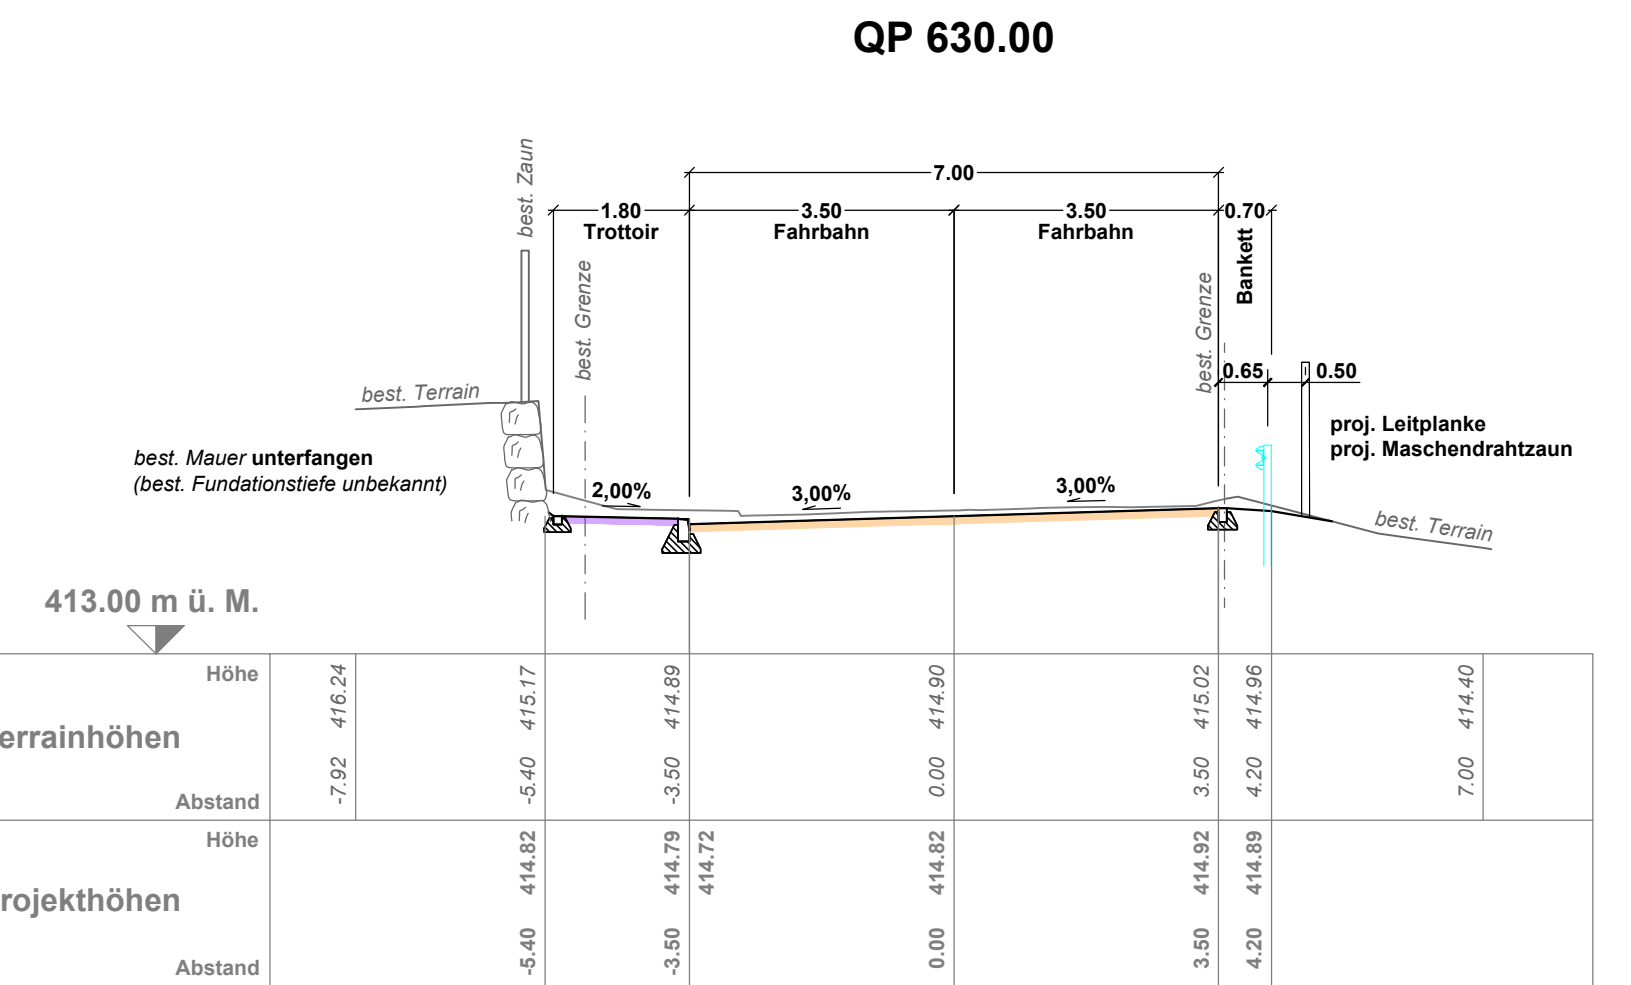 QP 630.00
best. Zaun
7.00
1.80
3.50
3.50
0.70
Trottoir
Fahrbahn
Fahrbahn
Bankett
best. Grenze
best. Grenze
best. Terrain
0.65
0.50
proj. Leitplanke
proj. Maschendrahtzaun
best. Mauer unterfangen
(best. Fundationstiefe unbekannt)
2,00%
3,00%
3,00%
best. Terrain
413.00 m ü. M.
Höhe
416.24
415.17
414.89
414.90
415.02
414.96
414.40
errainhöhen
Abstand
-7.92
-5.40
-3.50
0.00
3.50
4.20
7.00
Höhe
414.82
414.79
414.72
414.82
414.92
414.89
rojekthöhen
Abstand
-5.40
-3.50
0.00
3.50
4.20